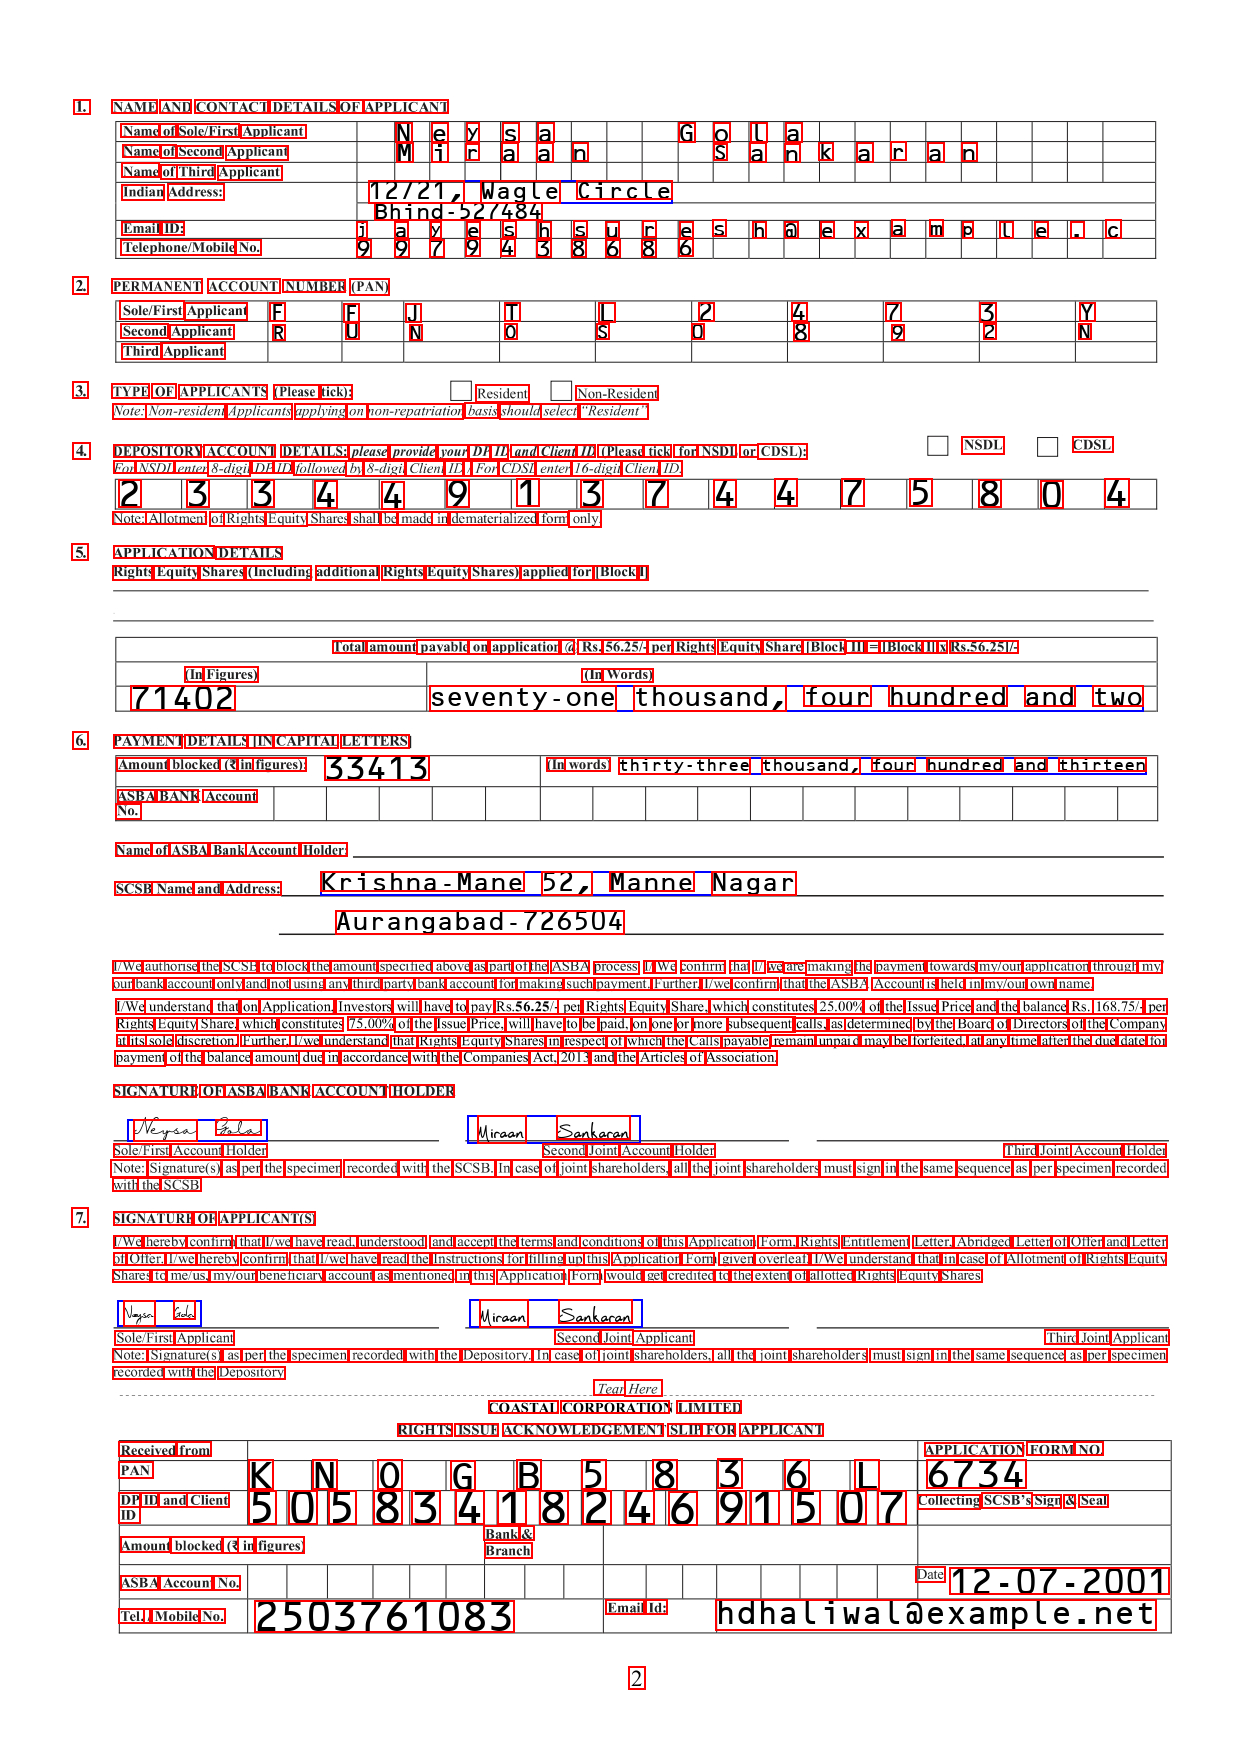 1. NAME AND CONTACT DETAILS OF APPLICANT
Name of Sole/First Applicant Neysa Gola
Name of Second Applicant Miraan Sankaran
Name of Third Applicant
Indian Address: 12/21, Wagle Circle
Bhind-527484
Email ID: jayeshsuresh@example.c
Telephone/Mobile No. 9979438686
2. PERMANENT ACCOUNT NUMBER (PAN)
Sole/First Applicant F F J T L 2 4 7 3 Y
Second Applicant R U N O S 0 8 9 2 N
Third Applicant
3. TYPE OF APPLICANTS (Please tick): Resident Non-Resident
Note: Non-resident Applicants applying on non-repatriation basis should select "Resident"
4. DEPOSITORY ACCOUNT DETAILS: please provide your DP ID and Client ID (Please tick for NSDL or CDSL): NSDL CDSL
For NSDL enter 8-digit DP ID followed by 8-digit Client ID / For CDSL enter 16-digit Client ID.
2 3 3 4 4 9 1 3 7 4 4 7 5 8 0 4
Note: Allotment of Rights Equity Shares shall be made in dematerialized form only.
5. APPLICATION DETAILS
Rights Equity Shares (Including additional Rights Equity Shares) applied for [Block I]
Total amount payable on application @ Rs. 56.25/- per Rights Equity Share [Block II] = [Block I] x Rs.56.25]/-
(In Figures) (In Words)
71402 seventy-one thousand, four hundred and two
6. PAYMENT DETAILS [IN CAPITAL LETTERS]
Amount blocked (₹ in figures): 33413 (In words) thirty-three thousand, four hundred and thirteen
ASBA BANK Account
No.
Name of ASBA Bank Account Holder:
SCSB Name and Address: Krishna-Mane 52, Manne Nagar
Aurangabad-726504
I/We authorise the SCSB to block the amount specified above as part of the ASBA process. I/We confirm that I/ we are making the payment towards my/our application through my/
our bank account only and not using any third party bank account for making such payment. Further, I/we confirm that the ASBA Account is held in my/our own name.
I/We understand that on Application, Investors will have to pay Rs.56.25/- per Rights Equity Share, which constitutes 25.00% of the Issue Price and the balance Rs. 168.75/- per
Rights Equity Share, which constitutes 75.00% of the Issue Price, will have to be paid, on one or more subsequent calls, as determined by the Board of Directors of the Company
at its sole discretion. Further, I/we understand that Rights Equity Shares in respect of which the Calls payable remain unpaid may be forfeited, at any time after the due date for
payment of the balance amount due in accordance with the Companies Act, 2013 and the Articles of Association.
SIGNATURE OF ASBA BANK ACCOUNT HOLDER
Neysa Gola Miraan Sankaran
Sole/First Account Holder Second Joint Account Holder Third Joint Account Holder
Note: Signature(s) as per the specimen recorded with the SCSB. In case of joint shareholders, all the joint shareholders must sign in the same sequence as per specimen recorded
with the SCSB
7. SIGNATURE OF APPLICANT(S)
I/We hereby confirm that I/we have read, understood and accept the terms and conditions of this Application Form, Rights Entitlement Letter, Abridged Letter of Offer and Letter
of Offer. I/we hereby confirm that I/we have read the Instructions for filling up this Application Form given overleaf. I/We understand that in case of Allotment of Rights Equity
Shares to me/us, my/our beneficiary account as mentioned in this Application Form would get credited to the extent of allotted Rights Equity Shares
Neysa Gola Miraan Sankaran
Sole/First Applicant Second Joint Applicant Third Joint Applicant
Note: Signature(s) as per the specimen recorded with the Depository. In case of joint shareholders, all the joint shareholders must sign in the same sequence as per specimen
recorded with the Depository
Tear Here
COASTAL CORPORATION LIMITED
RIGHTS ISSUE ACKNOWLEDGEMENT SLIP FOR APPLICANT
Received from APPLICATION FORM NO.
PAN K N O G B 5 8 3 6 L 6734
DP ID and Client
ID 5 0 5 8 3 4 1 8 2 4 6 9 1 5 0 7 Collecting SCSB's Sign & Seal
Amount blocked (₹ in figures) Bank &
Branch
ASBA Account No. Date 12-07-2001
Tel./ Mobile No. 2503761083 Email Id: hdhaliwal@example.net
2